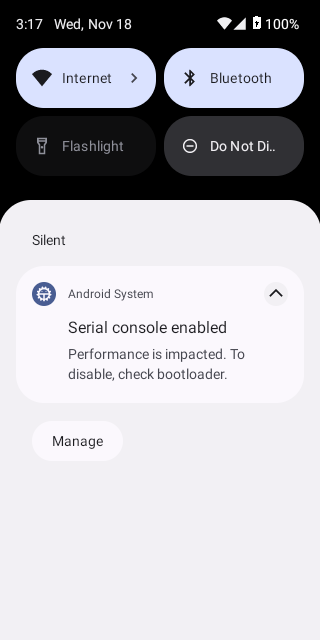 3:17 Wed, Nov 18 100%
Internet
Bluetooth
Flashlight
Do Not Di..
Silent
Android System
Serial console enabled
Performance is impacted. To
disable, check bootloader.
Manage